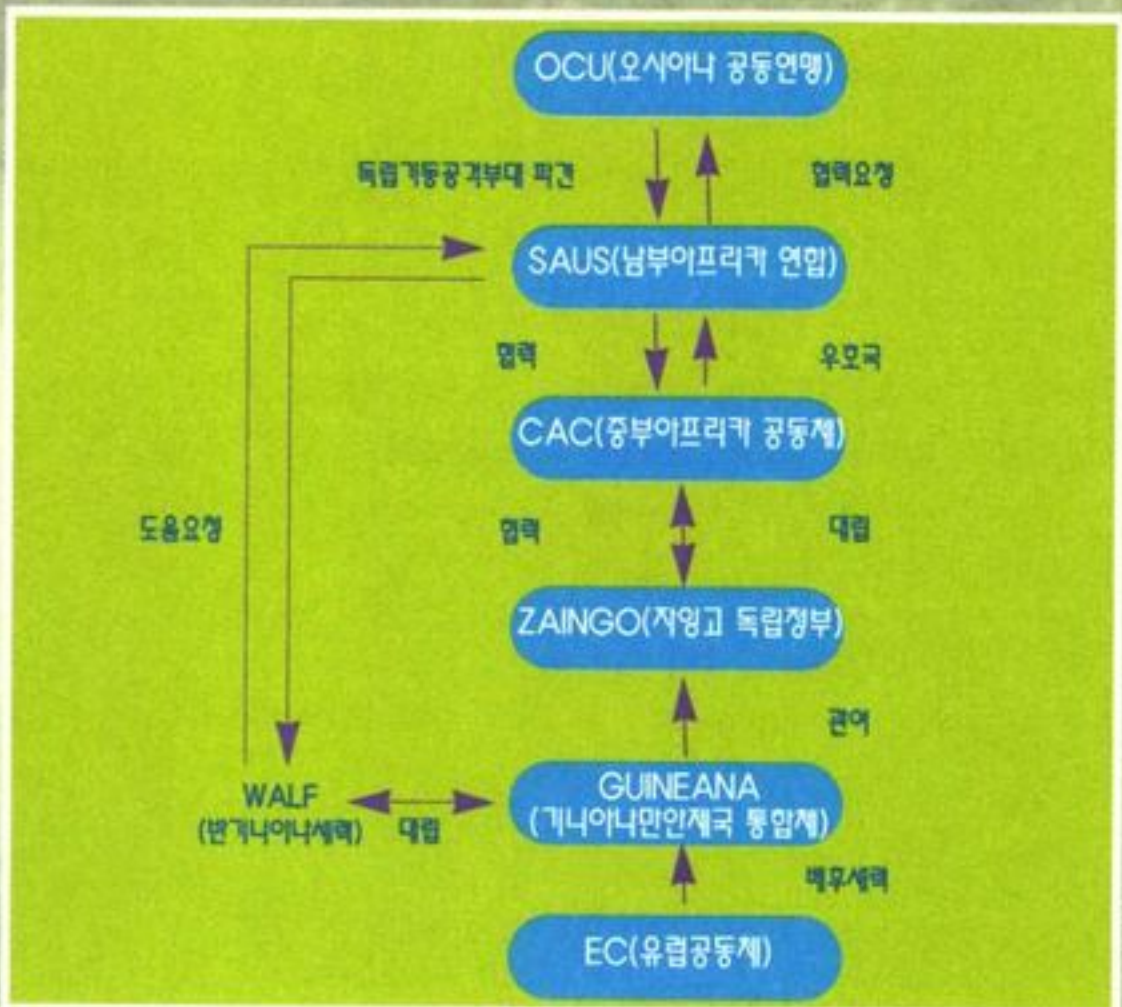 OCU(오시아나 공동연맹)
독립기동공격부대 파견
협력요청
SAUS(남부아프리카 연합)
협력
우호국
CAC(중부아프리카 공동체)
도움요청
협력
대립
ZAINGO(자잉고 독립정부)
관여
WALF
(반기니아나세력)
대립
GUINEANA
(기니아나만안제국 통합체)
배후세력
EC(유럽공동체)